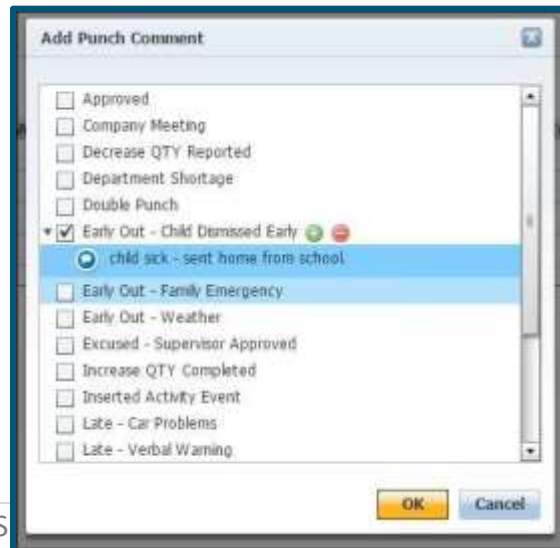 Add Punch Comment
Approved
Company Meeting
Decrease QTY Reported
Department Shortage
Double Punch
Early Out - Child Dismissed Early
child sick - sent home from school
Early Out - Family Emergency
Early Out - Weather
Excused - Supervisor Approved
Increase QTY Completed
Inserted Activity Event
Late - Car Problems
Late - Verbal Warning
OK Cancel
S